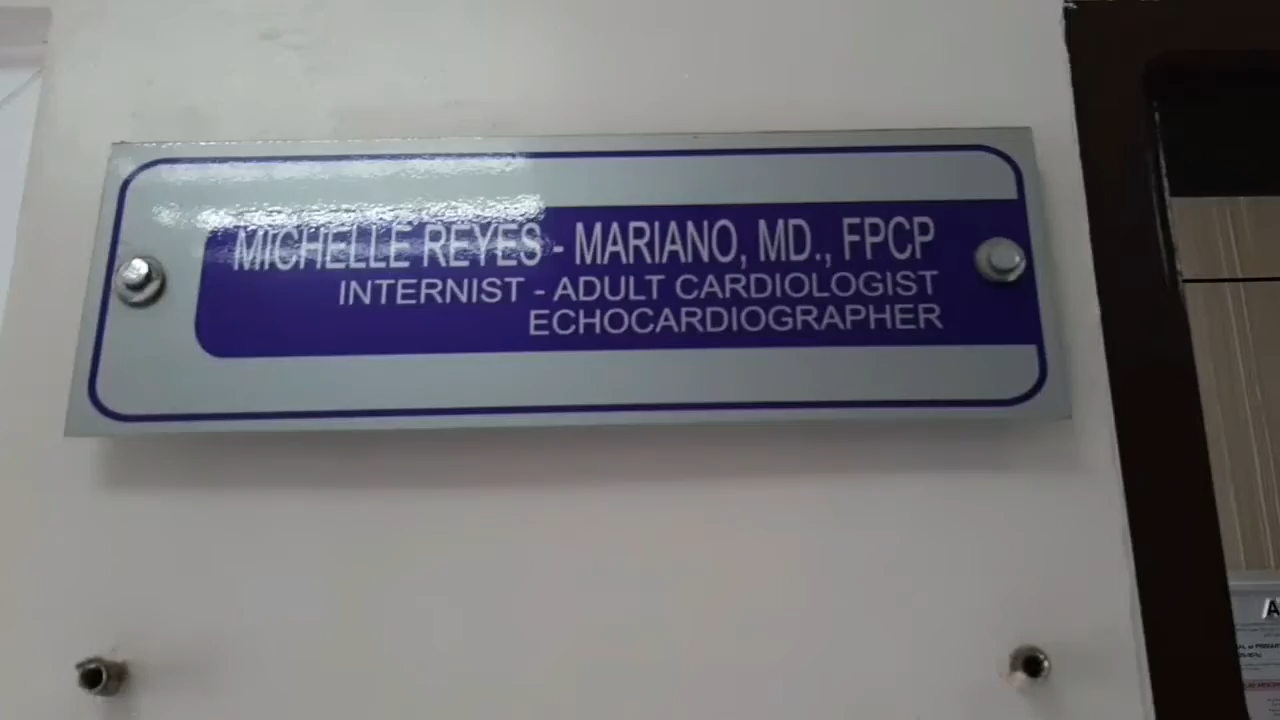 MICHELLE REYES - MARIANO, MD., FPCP
INTERNIST - ADULT CARDIOLOGIST
ECHOCARDIOGRAPHER